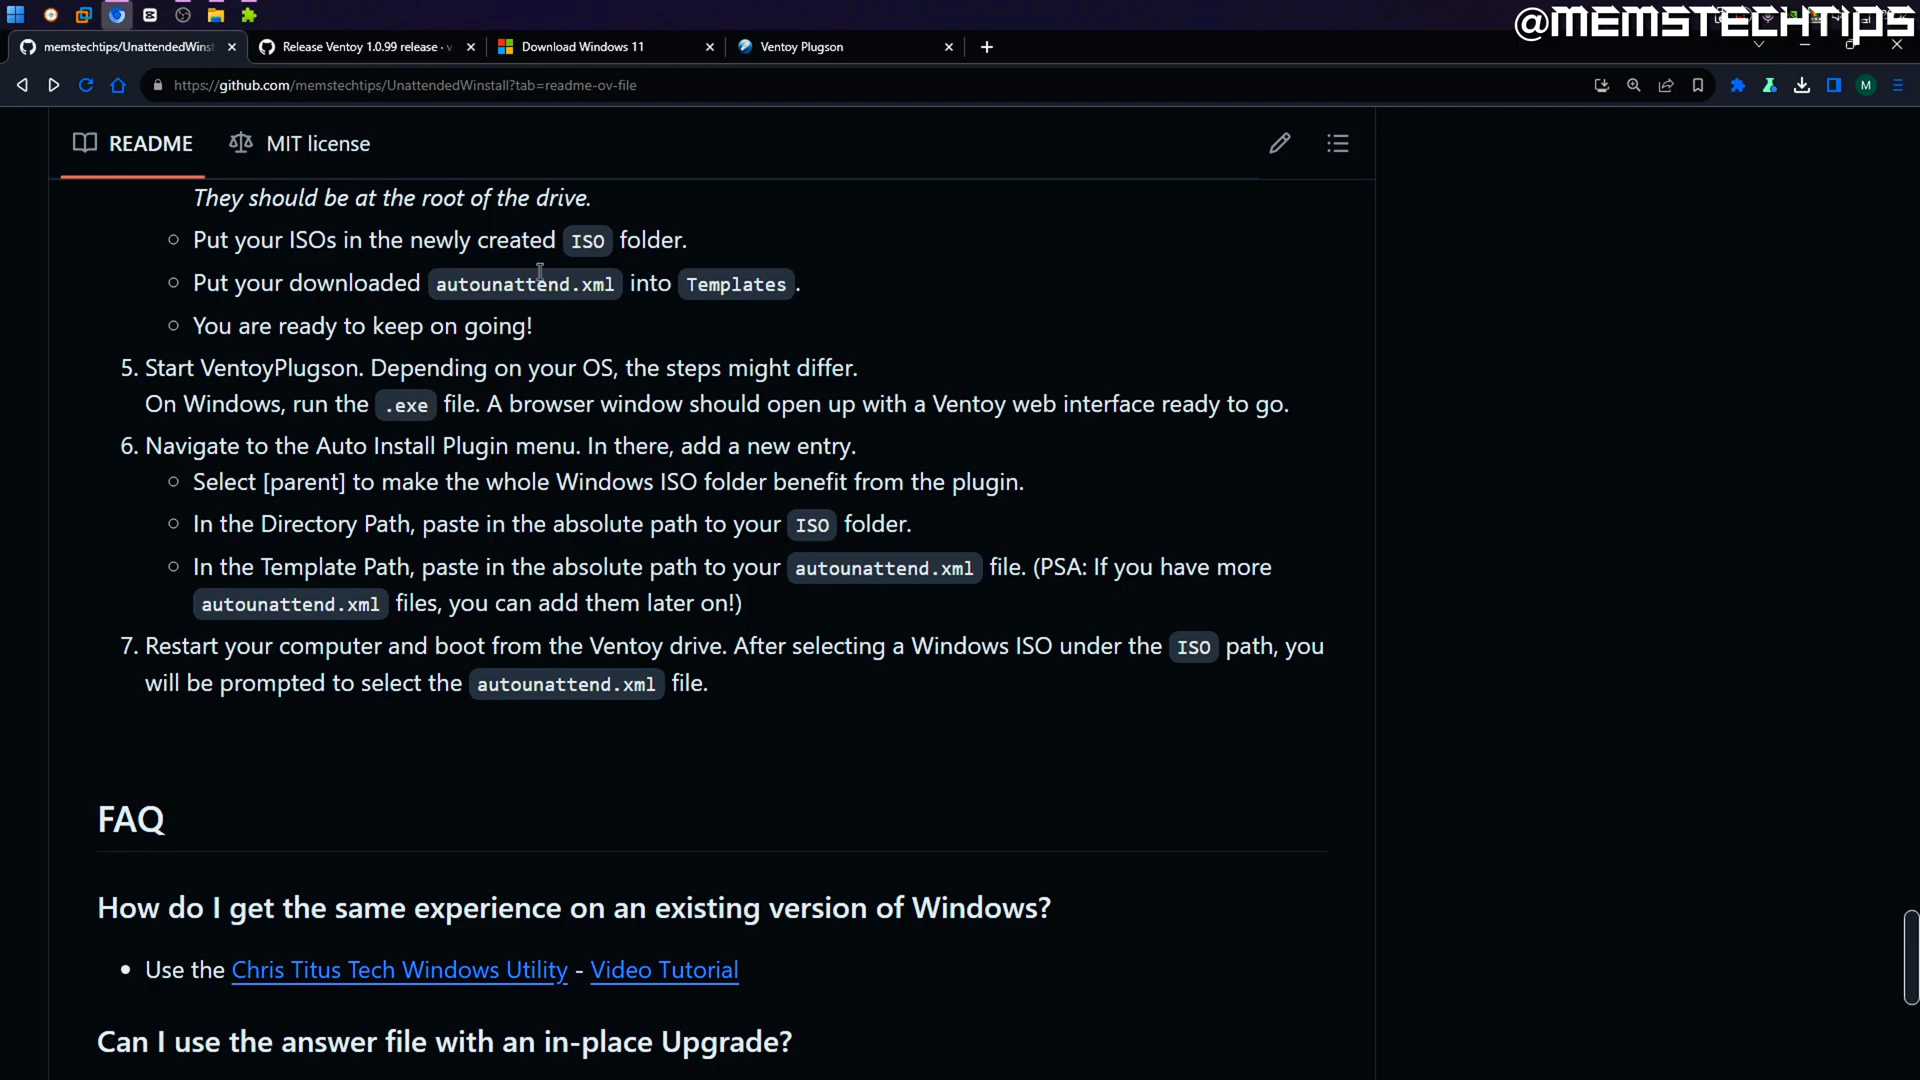 @MEMSTECHTIPS
memstechtips/UnattendedWinst
Release Ventoy 1.0.99 release · v
Download Windows 11
Ventoy Plugson
https://github.com/memstechtips/UnattendedWinstall?tab=readme-ov-file
M
README
MIT license
They should be at the root of the drive.
Put your ISOs in the newly created ISO folder.
Put your downloaded autounattend.xml into Templates.
You are ready to keep on going!
5. Start VentoyPlugson. Depending on your OS, the steps might differ.
On Windows, run the .exe file. A browser window should open up with a Ventoy web interface ready to go.
6. Navigate to the Auto Install Plugin menu. In there, add a new entry.
Select [parent] to make the whole Windows ISO folder benefit from the plugin.
In the Directory Path, paste in the absolute path to your ISO folder.
In the Template Path, paste in the absolute path to your autounattend.xml file. (PSA: If you have more
autounattend.xml files, you can add them later on!)
7. Restart your computer and boot from the Ventoy drive. After selecting a Windows ISO under the ISO path, you
will be prompted to select the autounattend.xml file.
FAQ
How do I get the same experience on an existing version of Windows?
Use the Chris Titus Tech Windows Utility - Video Tutorial
Can I use the answer file with an in-place Upgrade?